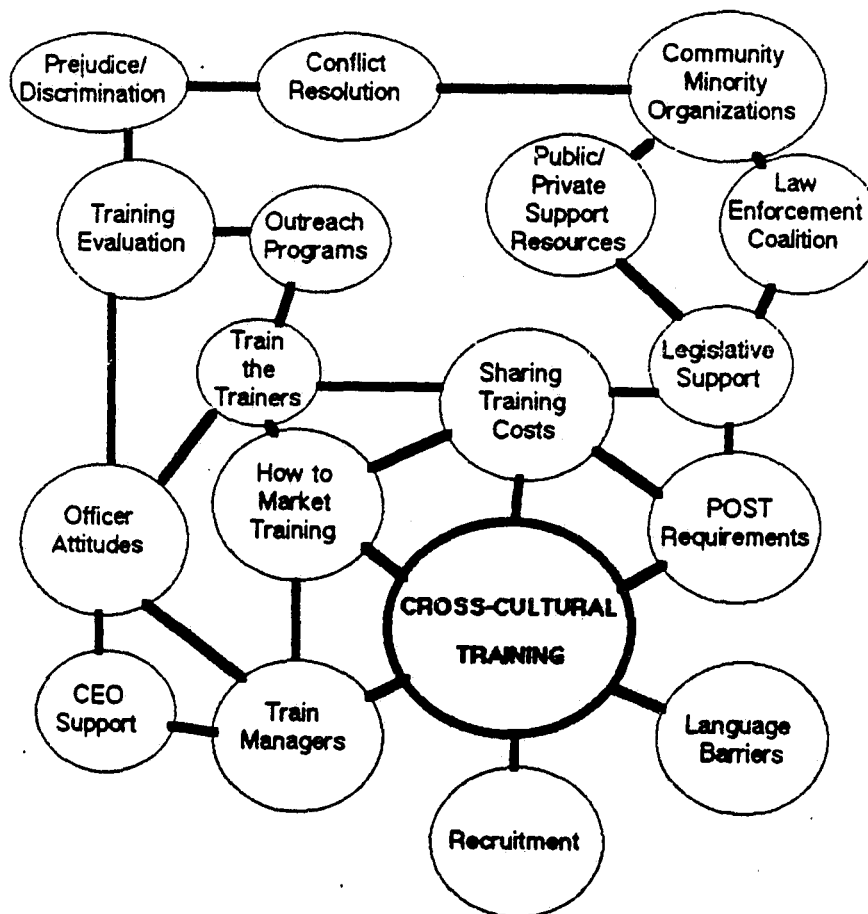 Prejudice/
Discrimination
Conflict
Resolution
Community
Minority
Organizations
Public/
Private
Support
Resources
Law
Enforcement
Coalition
Training
Evaluation
Outreach
Programs
Train
the
Trainers
Sharing
Training
Costs
Legislative
Support
How to
Market
Training
Officer
Attitudes
POST
Requirements
CROSS-CULTURAL
TRAINING
CEO
Support
Train
Managers
Language
Barriers
Recruitment